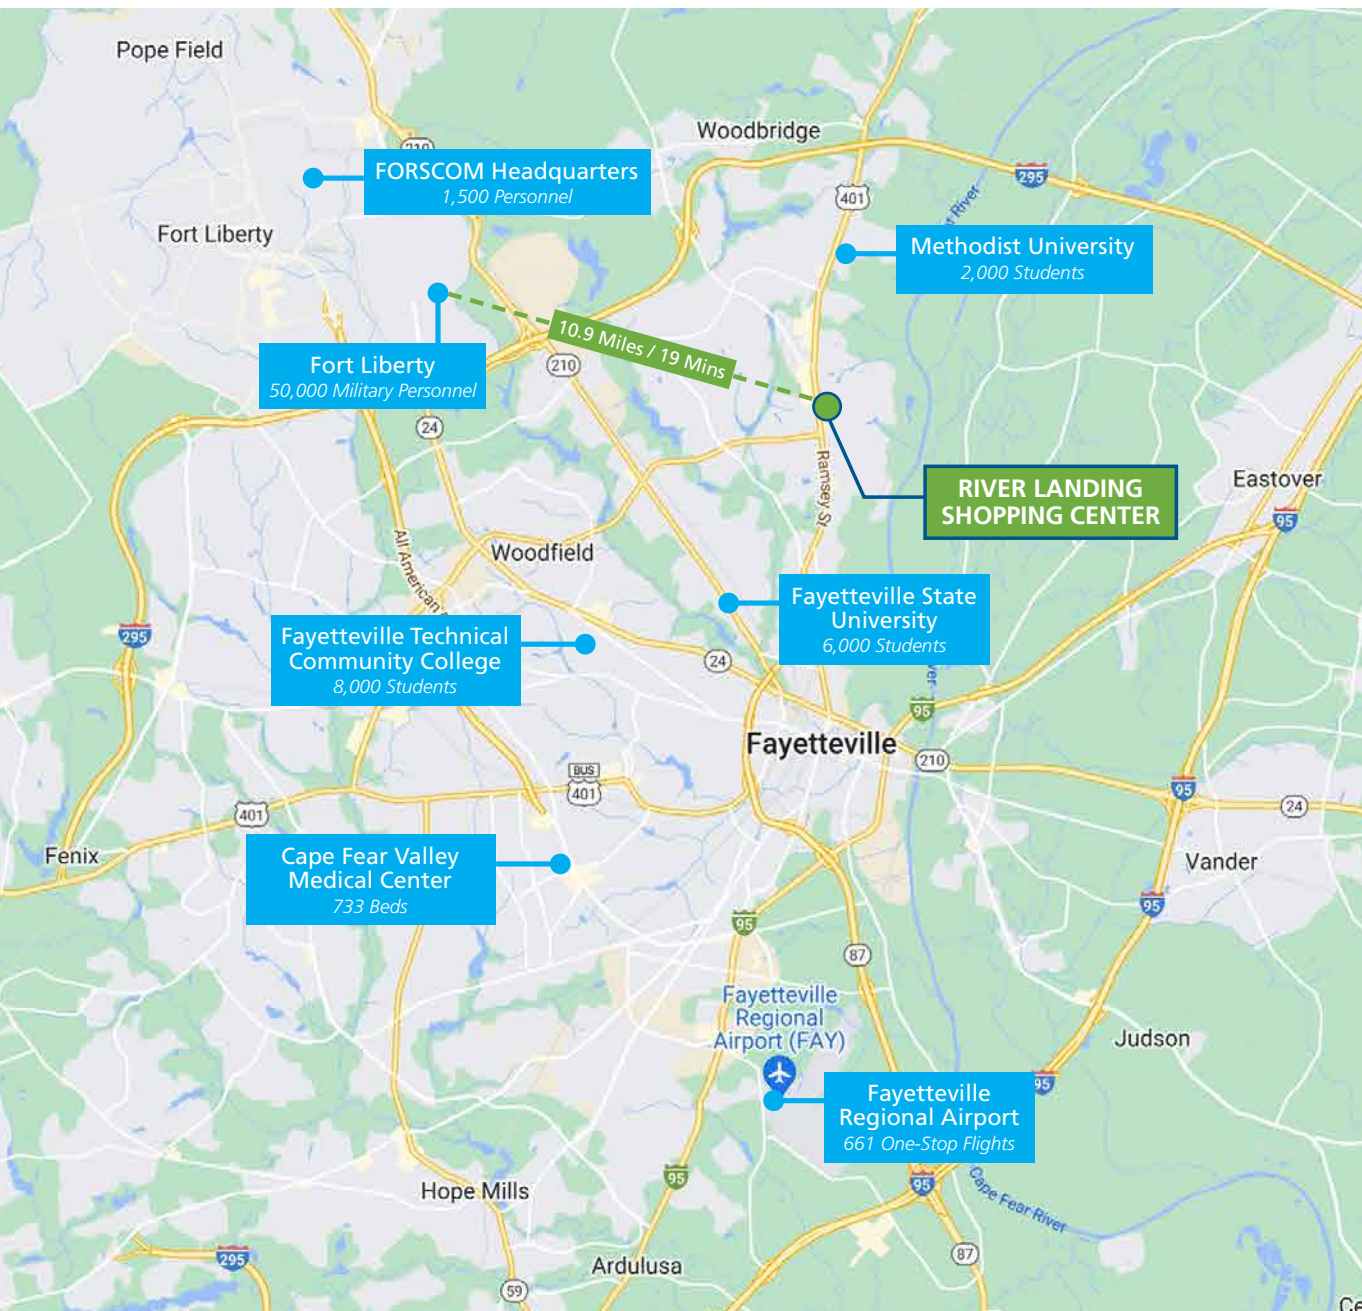 Pope Field
Woodbridge
210
FORSCOM Headquarters
1,500 Personnel
295
401
Fort Liberty
Methodist University
2,000 Students
River
10.9 Miles / 19 Mins
Fort Liberty
50,000 Military Personnel
210
24
Ramsey St
RIVER LANDING
SHOPPING CENTER
Eastover
95
Woodfield
All American
Fayetteville State
University
6,000 Students
295
Fayetteville Technical
Community College
8,000 Students
24
95
Fayetteville
210
BUS
401
95
24
401
Fenix
Cape Fear Valley
Medical Center
733 Beds
Vander
95
95
87
Fayetteville
Regional
Airport (FAY)
Judson
95
Fayetteville
Regional Airport
661 One-Stop Flights
95
95
Hope Mills
Cape Fear River
295
Ardulusa
87
59